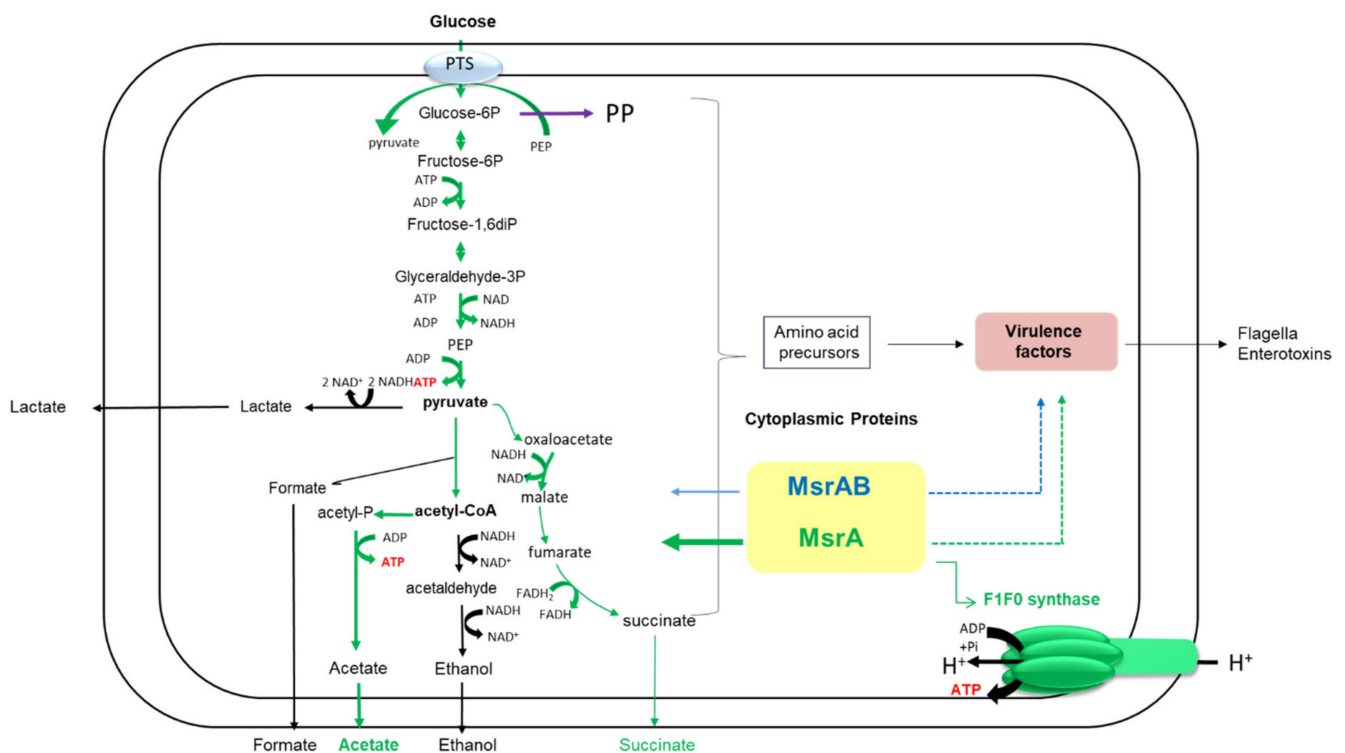 Glucose
PTS
Glucose-6P
PP
pyruvate
PEP
Fructose-6P
ATP
ADP
Fructose-1,6diP
Glyceraldehyde-3P
ATP
NAD
ADP
NADH
PEP
ADP
2 NAD⁺ 2 NADH ATP
Lactate
Lactate
pyruvate
Amino acid
precursors
Virulence
factors
Flagella
Enterotoxins
Cytoplasmic Proteins
MsrAB
MsrA
oxaloacetate
NADH
NAD
malate
fumarate
FADH₂
FADH
succinate
Formate
acetyl-P
acetyl-CoA
ADP
ATP
NADH
NAD⁺
acetaldehyde
NADH
NAD⁺
Acetate
Ethanol
F1F0 synthase
ADP
+Pi
H⁺
ATP
H⁺
Formate
Acetate
Ethanol
Succinate